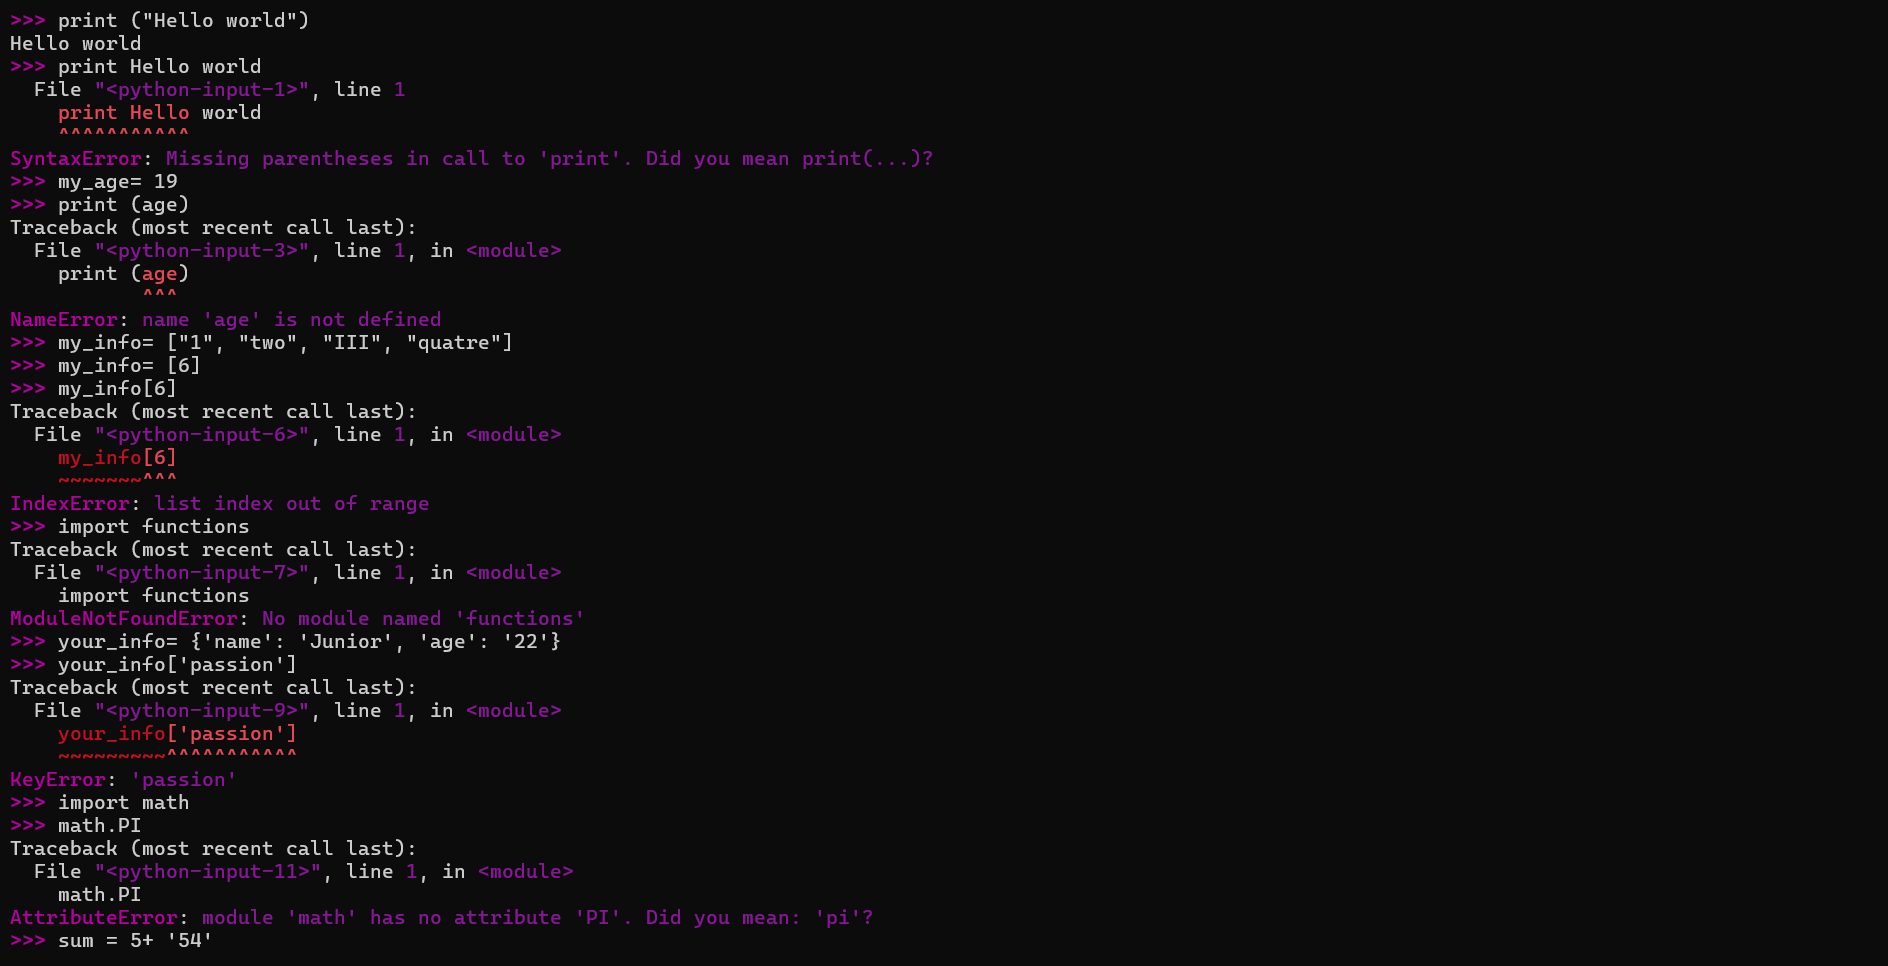 >>> print ("Hello world")
Hello world
>>> print Hello world
  File "<python-input-1>", line 1
    print Hello world
    ^^^^^^^^^^^
SyntaxError: Missing parentheses in call to 'print'. Did you mean print(...)?
>>> my_age= 19
>>> print (age)
Traceback (most recent call last):
  File "<python-input-3>", line 1, in <module>
    print (age)
           ^^^
NameError: name 'age' is not defined
>>> my_info= ["1", "two", "III", "quatre"]
>>> my_info= [6]
>>> my_info[6]
Traceback (most recent call last):
  File "<python-input-6>", line 1, in <module>
    my_info[6]
    ~~~~~~~^^^
IndexError: list index out of range
>>> import functions
Traceback (most recent call last):
  File "<python-input-7>", line 1, in <module>
    import functions
ModuleNotFoundError: No module named 'functions'
>>> your_info= {'name': 'Junior', 'age': '22'}
>>> your_info['passion']
Traceback (most recent call last):
  File "<python-input-9>", line 1, in <module>
    your_info['passion']
    ~~~~~~~~~^^^^^^^^^^^
KeyError: 'passion'
>>> import math
>>> math.PI
Traceback (most recent call last):
  File "<python-input-11>", line 1, in <module>
    math.PI
AttributeError: module 'math' has no attribute 'PI'. Did you mean: 'pi'?
>>> sum = 5+ '54'